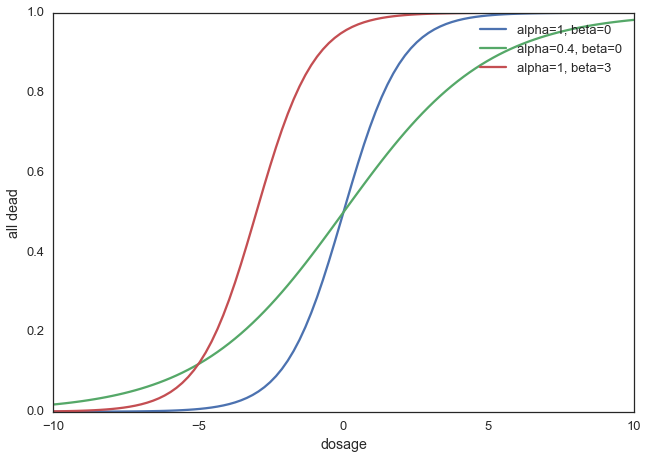 1.0
0.8
0.6
0.4
0.2
0.0
all dead
−10
−5
0
5
10
dosage
alpha=1, beta=0
alpha=0.4, beta=0
alpha=1, beta=3